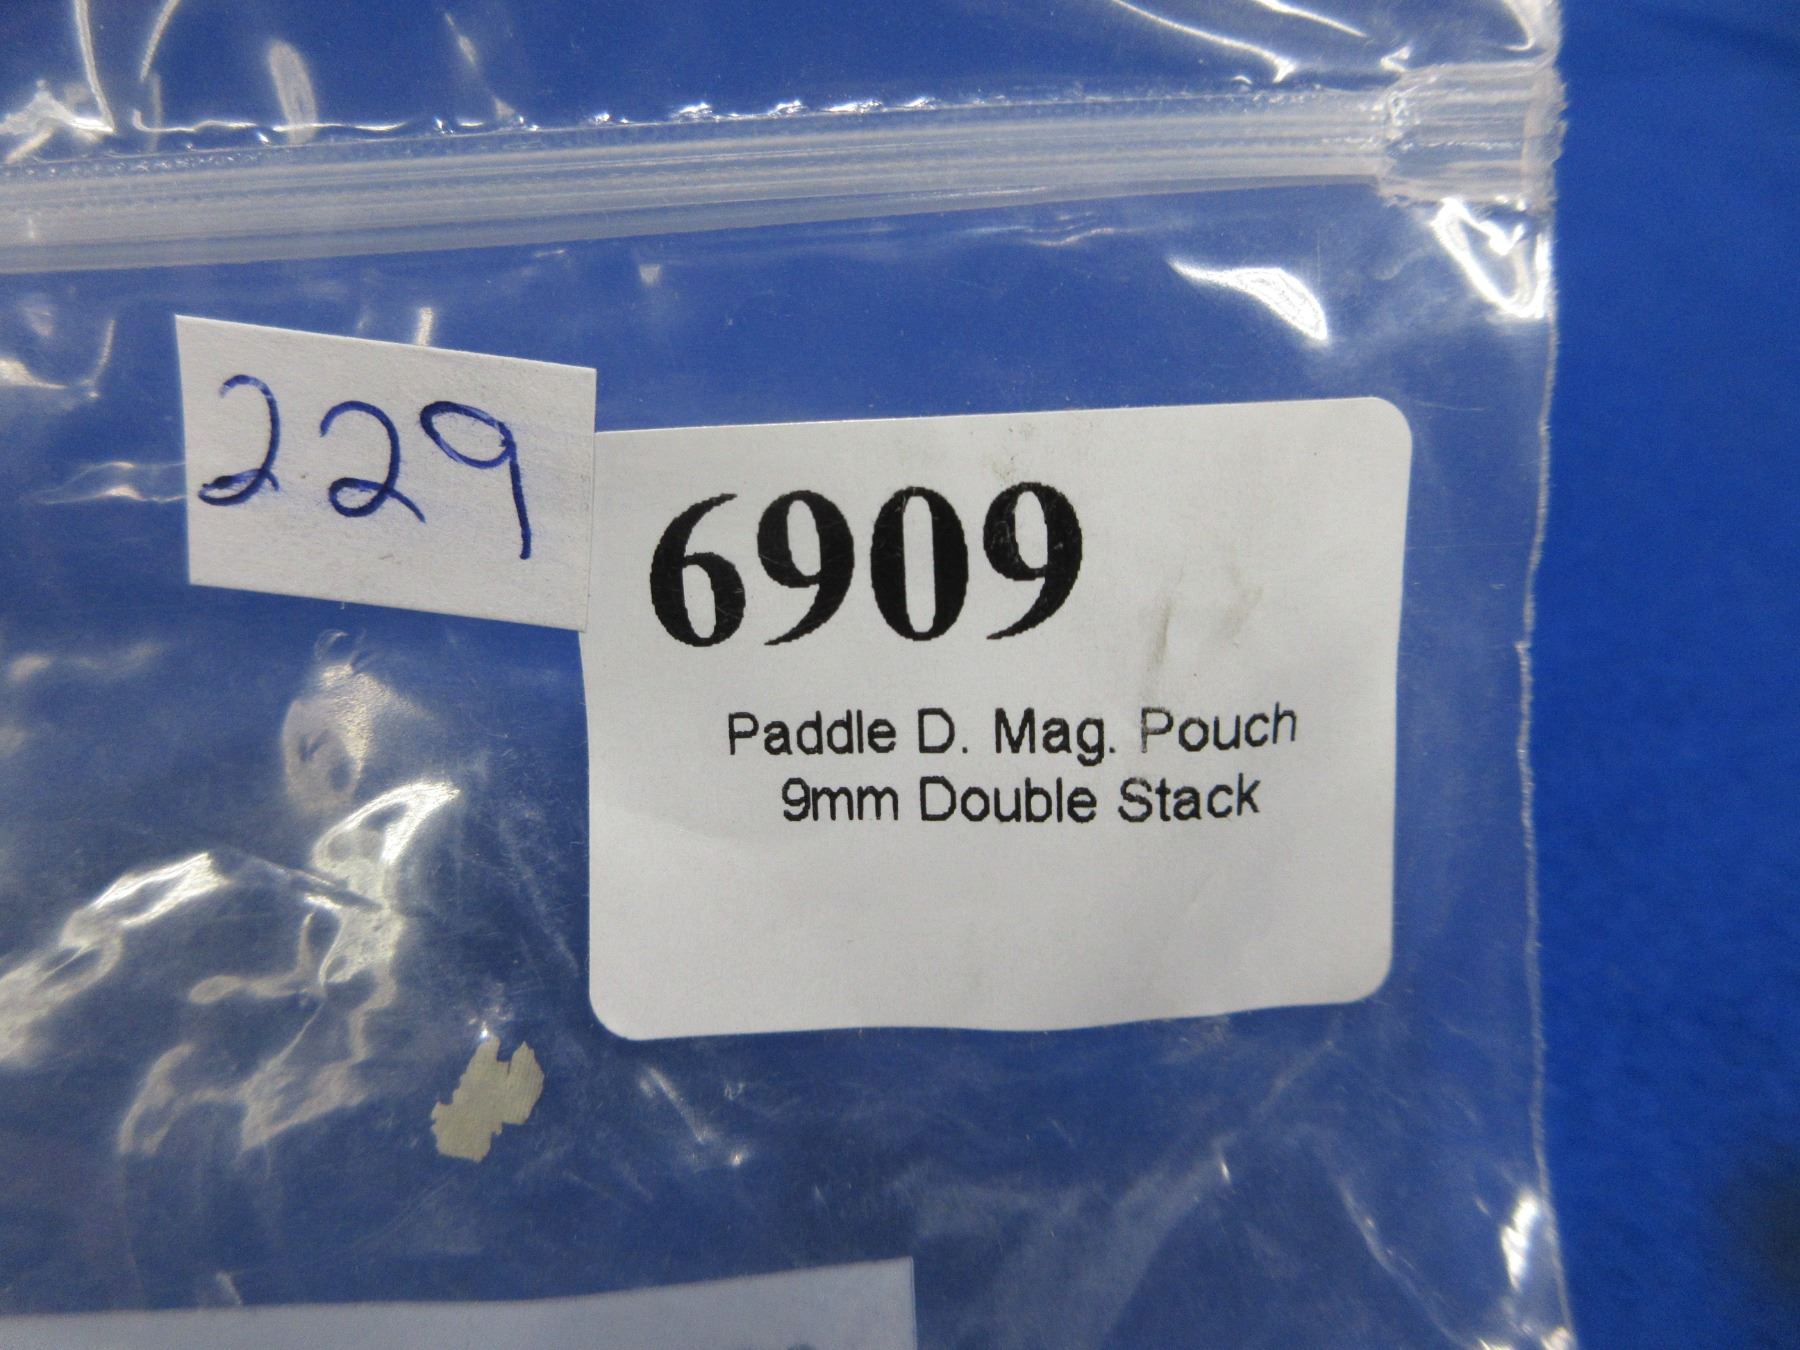 229
6909
Paddle D. Mag. Pouch
9mm Double Stack